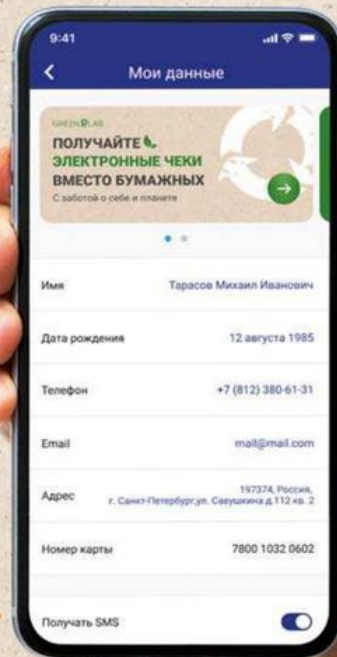 9:41
Мои данные
GREEN LAB
ПОЛУЧАЙТЕ
ЭЛЕКТРОННЫЕ ЧЕКИ
ВМЕСТО БУМАЖНЫХ
С заботой о себе и планете
Имя Тарасов Михаил Иванович
Дата рождения 12 августа 1985
Телефон +7 (812) 380-61-31
Email mail@mail.com
Адрес 197374, Россия,
г. Санкт-Петербург,ул. Савушкина д.112 кв. 2
Номер карты 7800 1032 0602
Получать SMS